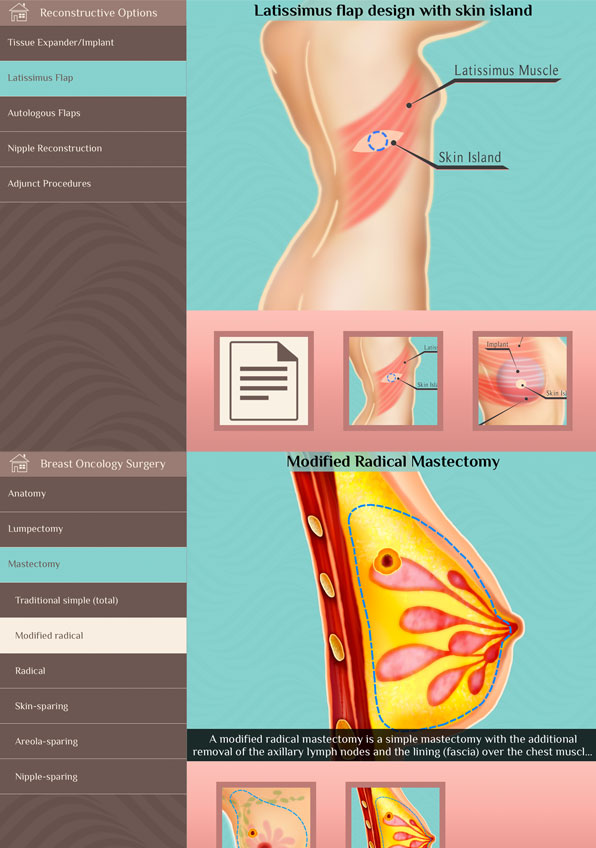 Reconstructive Options
Tissue Expander/Implant
Latissimus Flap
Autologous Flaps
Nipple Reconstruction
Adjunct Procedures
Latissimus flap design with skin island
Latissimus Muscle
Skin Island
Latis
Skin Isla
Implant
Skin Is
Breast Oncology Surgery
Anatomy
Lumpectomy
Mastectomy
Traditional simple (total)
Modified radical
Radical
Skin-sparing
Areola-sparing
Nipple-sparing
Modified Radical Mastectomy
A modified radical mastectomy is a simple mastectomy with the additional
removal of the axillary lymph nodes and the lining (fascia) over the chest muscl...